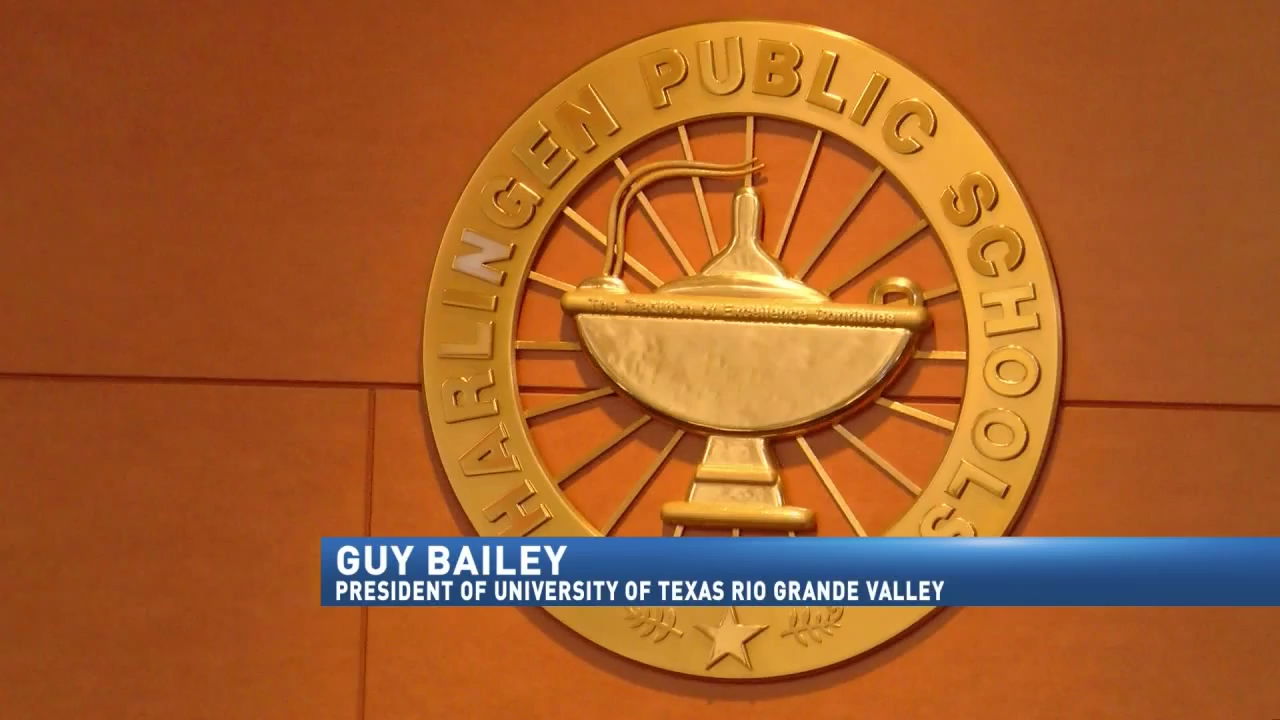 HARLINGEN PUBLIC SCHOOLS
The Tradition of Excellence Continues
GUY BAILEY
PRESIDENT OF UNIVERSITY OF TEXAS RIO GRANDE VALLEY